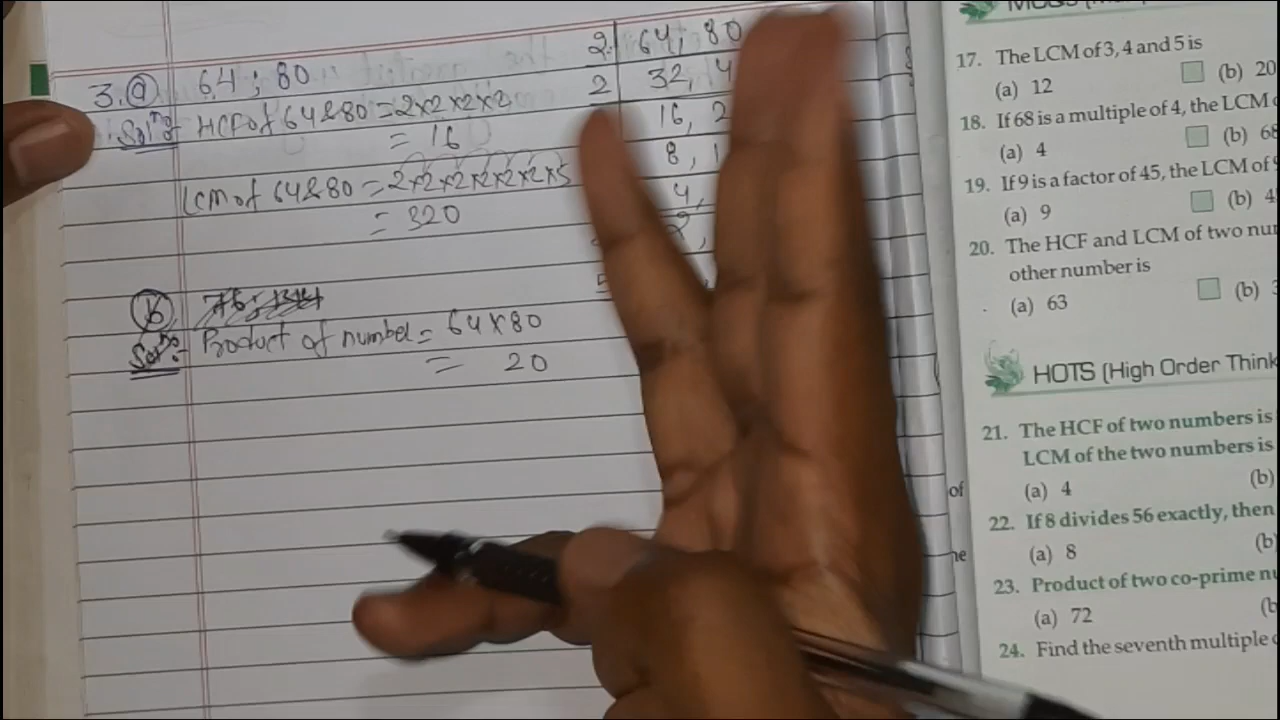 3. a 64 ; 80
Solⁿ:- HCF of 64 & 80 = 2×2×2×2
= 16
LCM of 64 & 80 = 2×2×2×2×2×2×5
= 320
2 64, 80
2 32, 4
16, 2
8, 1
4,
2,
5
b
Solⁿ:- Product of number = 64×80
= 20
17. The LCM of 3, 4 and 5 is
(a) 12 (b) 20
18. If 68 is a multiple of 4, the LCM
(a) 4 (b) 68
19. If 9 is a factor of 45, the LCM of
(a) 9 (b) 4
20. The HCF and LCM of two
other number is
(a) 63 (b)
HOTS (High Order Think
21. The HCF of two numbers is
LCM of the two numbers is
of (a) 4 (b)
22. If 8 divides 56 exactly, then
he (a) 8 (b
23. Product of two co-prime
(a) 72 (b
24. Find the seventh multiple